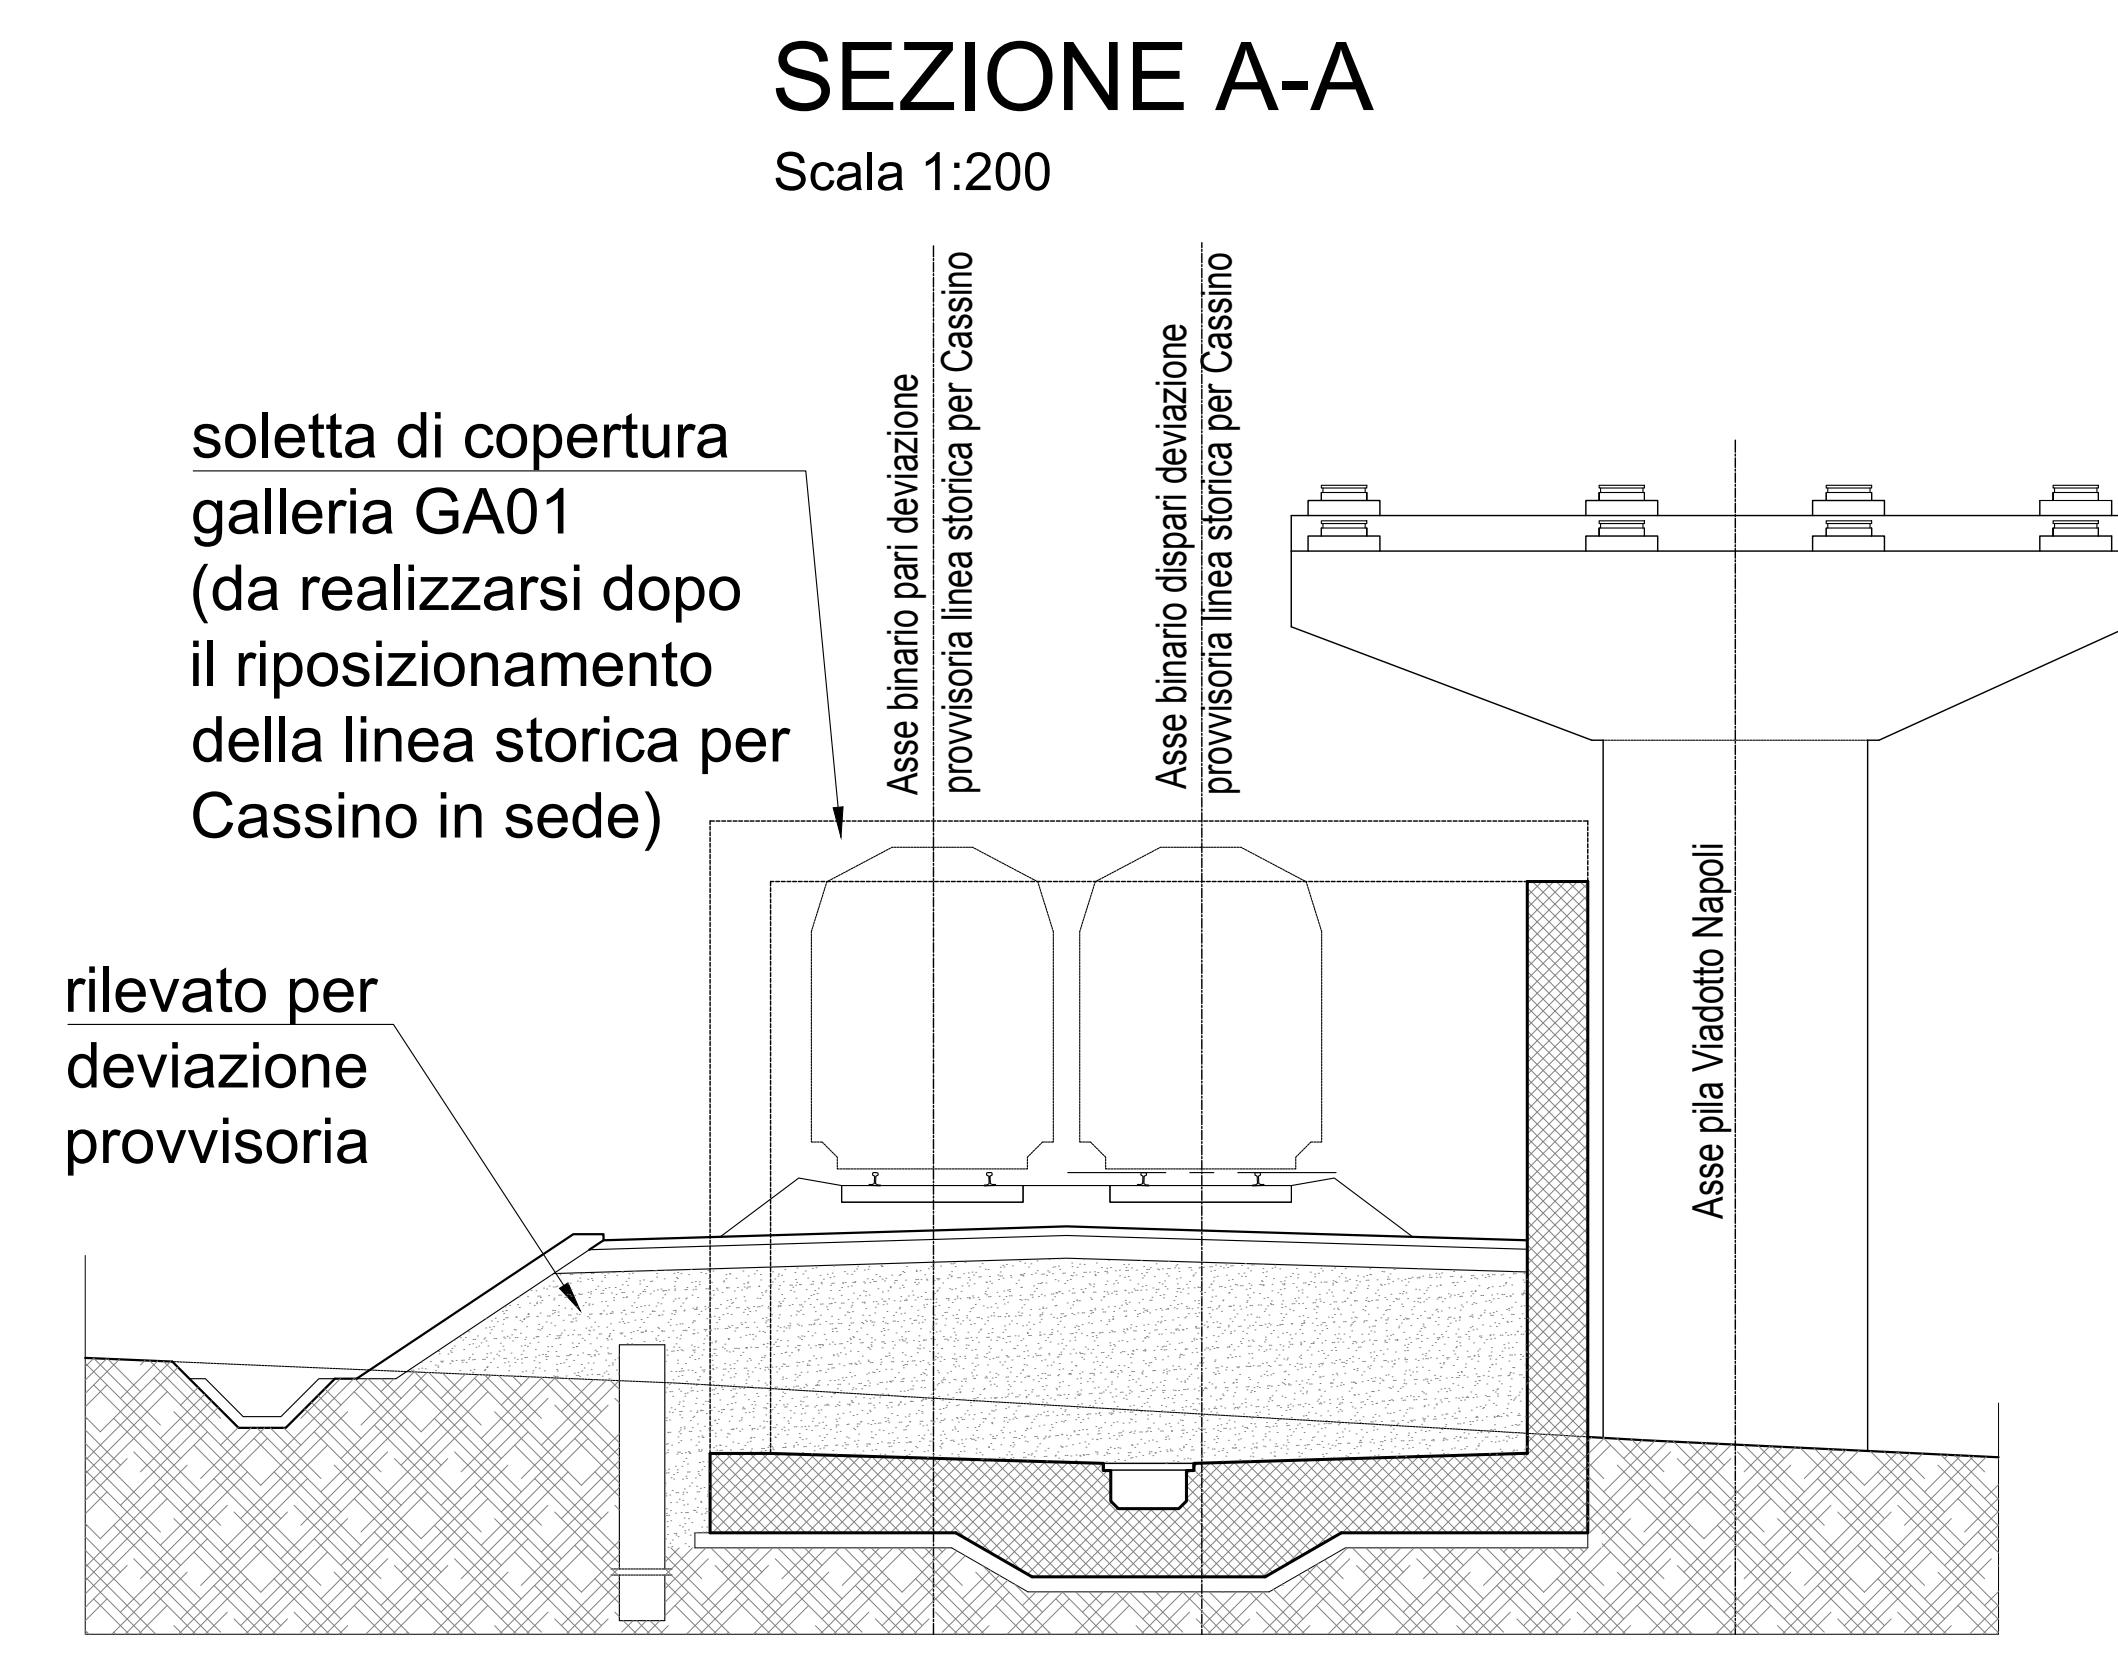 SEZIONE A-A
Scala 1:200
soletta di copertura
galleria GA01
(da realizzarsi dopo
il riposizionamento
della linea storica per
Cassino in sede)
Asse binario pari deviazione
provvisoria linea storica per Cassino
Asse binario dispari deviazione
provvisoria linea storica per Cassino
rilevato per
deviazione
provvisoria
Asse pila Viadotto Napoli